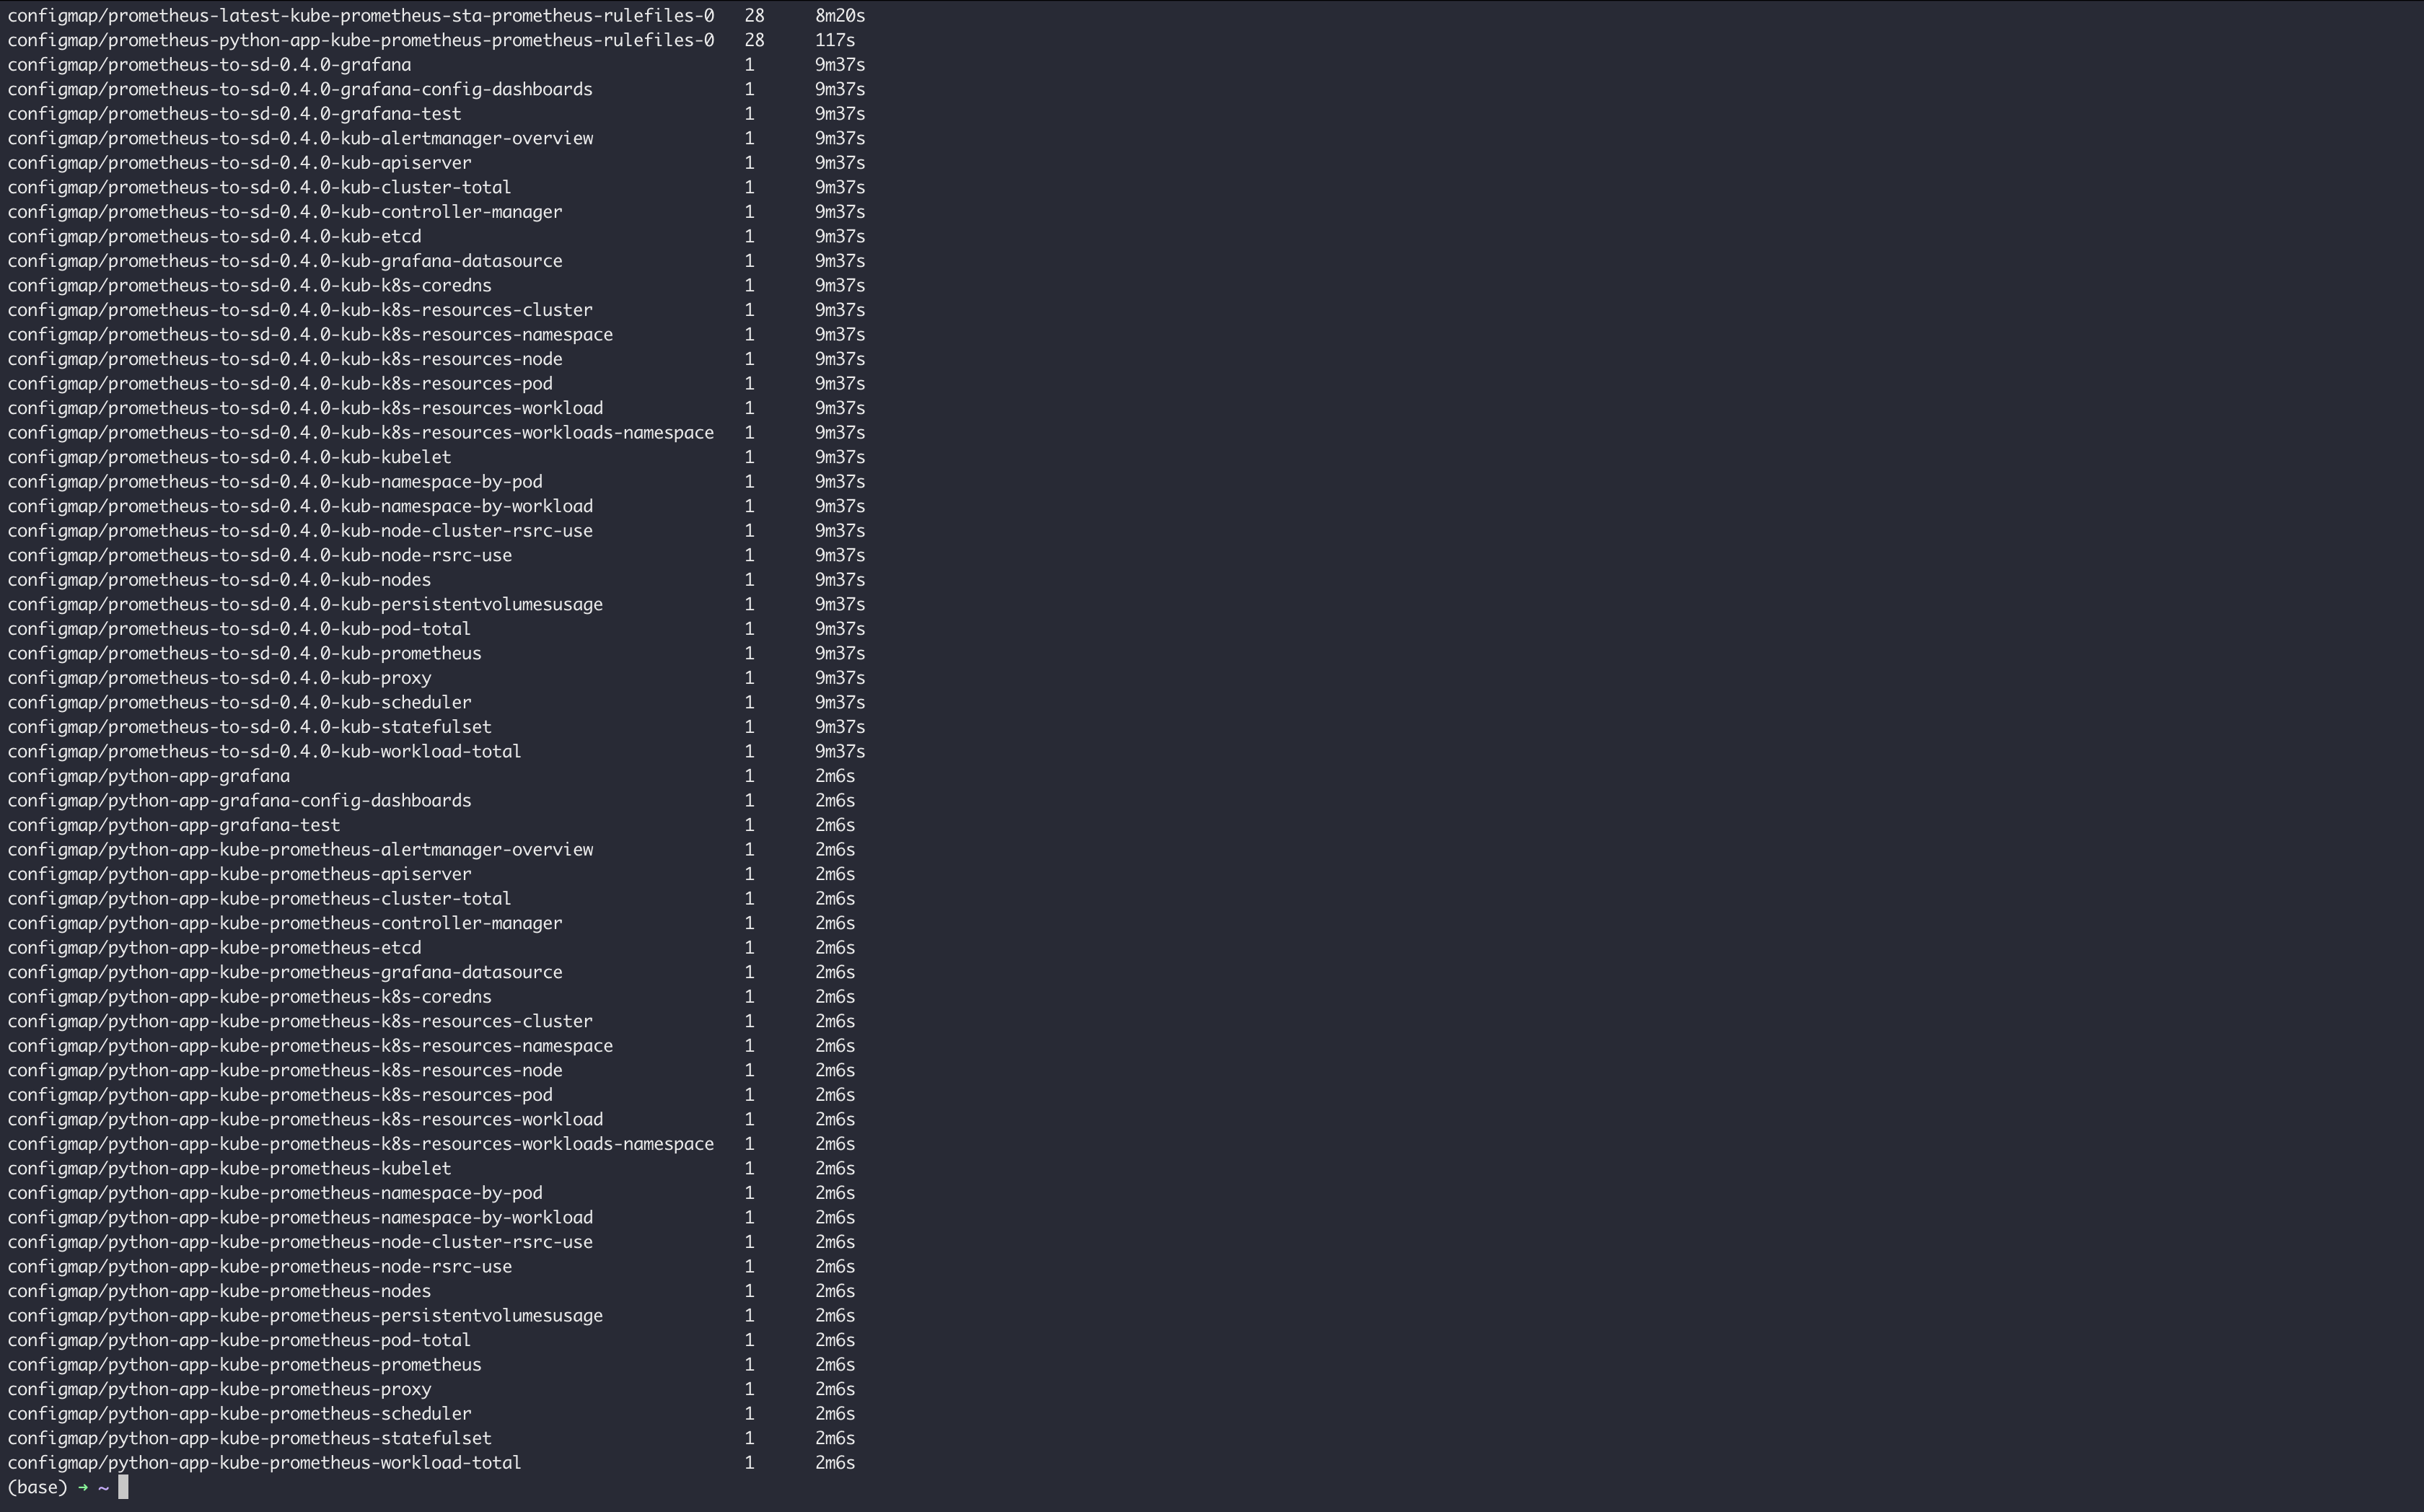 configmap/prometheus-latest-kube-prometheus-sta-prometheus-rulefiles-0   28      8m20s
configmap/prometheus-python-app-kube-prometheus-prometheus-rulefiles-0   28      117s
configmap/prometheus-to-sd-0.4.0-grafana                                 1       9m37s
configmap/prometheus-to-sd-0.4.0-grafana-config-dashboards               1       9m37s
configmap/prometheus-to-sd-0.4.0-grafana-test                            1       9m37s
configmap/prometheus-to-sd-0.4.0-kub-alertmanager-overview               1       9m37s
configmap/prometheus-to-sd-0.4.0-kub-apiserver                           1       9m37s
configmap/prometheus-to-sd-0.4.0-kub-cluster-total                       1       9m37s
configmap/prometheus-to-sd-0.4.0-kub-controller-manager                  1       9m37s
configmap/prometheus-to-sd-0.4.0-kub-etcd                                1       9m37s
configmap/prometheus-to-sd-0.4.0-kub-grafana-datasource                  1       9m37s
configmap/prometheus-to-sd-0.4.0-kub-k8s-coredns                         1       9m37s
configmap/prometheus-to-sd-0.4.0-kub-k8s-resources-cluster               1       9m37s
configmap/prometheus-to-sd-0.4.0-kub-k8s-resources-namespace             1       9m37s
configmap/prometheus-to-sd-0.4.0-kub-k8s-resources-node                  1       9m37s
configmap/prometheus-to-sd-0.4.0-kub-k8s-resources-pod                   1       9m37s
configmap/prometheus-to-sd-0.4.0-kub-k8s-resources-workload              1       9m37s
configmap/prometheus-to-sd-0.4.0-kub-k8s-resources-workloads-namespace   1       9m37s
configmap/prometheus-to-sd-0.4.0-kub-kubelet                             1       9m37s
configmap/prometheus-to-sd-0.4.0-kub-namespace-by-pod                    1       9m37s
configmap/prometheus-to-sd-0.4.0-kub-namespace-by-workload               1       9m37s
configmap/prometheus-to-sd-0.4.0-kub-node-cluster-rsrc-use               1       9m37s
configmap/prometheus-to-sd-0.4.0-kub-node-rsrc-use                       1       9m37s
configmap/prometheus-to-sd-0.4.0-kub-nodes                               1       9m37s
configmap/prometheus-to-sd-0.4.0-kub-persistentvolumesusage              1       9m37s
configmap/prometheus-to-sd-0.4.0-kub-pod-total                           1       9m37s
configmap/prometheus-to-sd-0.4.0-kub-prometheus                          1       9m37s
configmap/prometheus-to-sd-0.4.0-kub-proxy                               1       9m37s
configmap/prometheus-to-sd-0.4.0-kub-scheduler                           1       9m37s
configmap/prometheus-to-sd-0.4.0-kub-statefulset                         1       9m37s
configmap/prometheus-to-sd-0.4.0-kub-workload-total                      1       9m37s
configmap/python-app-grafana                                             1       2m6s
configmap/python-app-grafana-config-dashboards                           1       2m6s
configmap/python-app-grafana-test                                        1       2m6s
configmap/python-app-kube-prometheus-alertmanager-overview               1       2m6s
configmap/python-app-kube-prometheus-apiserver                           1       2m6s
configmap/python-app-kube-prometheus-cluster-total                       1       2m6s
configmap/python-app-kube-prometheus-controller-manager                  1       2m6s
configmap/python-app-kube-prometheus-etcd                                1       2m6s
configmap/python-app-kube-prometheus-grafana-datasource                  1       2m6s
configmap/python-app-kube-prometheus-k8s-coredns                         1       2m6s
configmap/python-app-kube-prometheus-k8s-resources-cluster               1       2m6s
configmap/python-app-kube-prometheus-k8s-resources-namespace             1       2m6s
configmap/python-app-kube-prometheus-k8s-resources-node                  1       2m6s
configmap/python-app-kube-prometheus-k8s-resources-pod                   1       2m6s
configmap/python-app-kube-prometheus-k8s-resources-workload              1       2m6s
configmap/python-app-kube-prometheus-k8s-resources-workloads-namespace   1       2m6s
configmap/python-app-kube-prometheus-kubelet                             1       2m6s
configmap/python-app-kube-prometheus-namespace-by-pod                    1       2m6s
configmap/python-app-kube-prometheus-namespace-by-workload               1       2m6s
configmap/python-app-kube-prometheus-node-cluster-rsrc-use               1       2m6s
configmap/python-app-kube-prometheus-node-rsrc-use                       1       2m6s
configmap/python-app-kube-prometheus-nodes                               1       2m6s
configmap/python-app-kube-prometheus-persistentvolumesusage              1       2m6s
configmap/python-app-kube-prometheus-pod-total                           1       2m6s
configmap/python-app-kube-prometheus-prometheus                          1       2m6s
configmap/python-app-kube-prometheus-proxy                               1       2m6s
configmap/python-app-kube-prometheus-scheduler                           1       2m6s
configmap/python-app-kube-prometheus-statefulset                         1       2m6s
configmap/python-app-kube-prometheus-workload-total                      1       2m6s
(base) ➜ ~